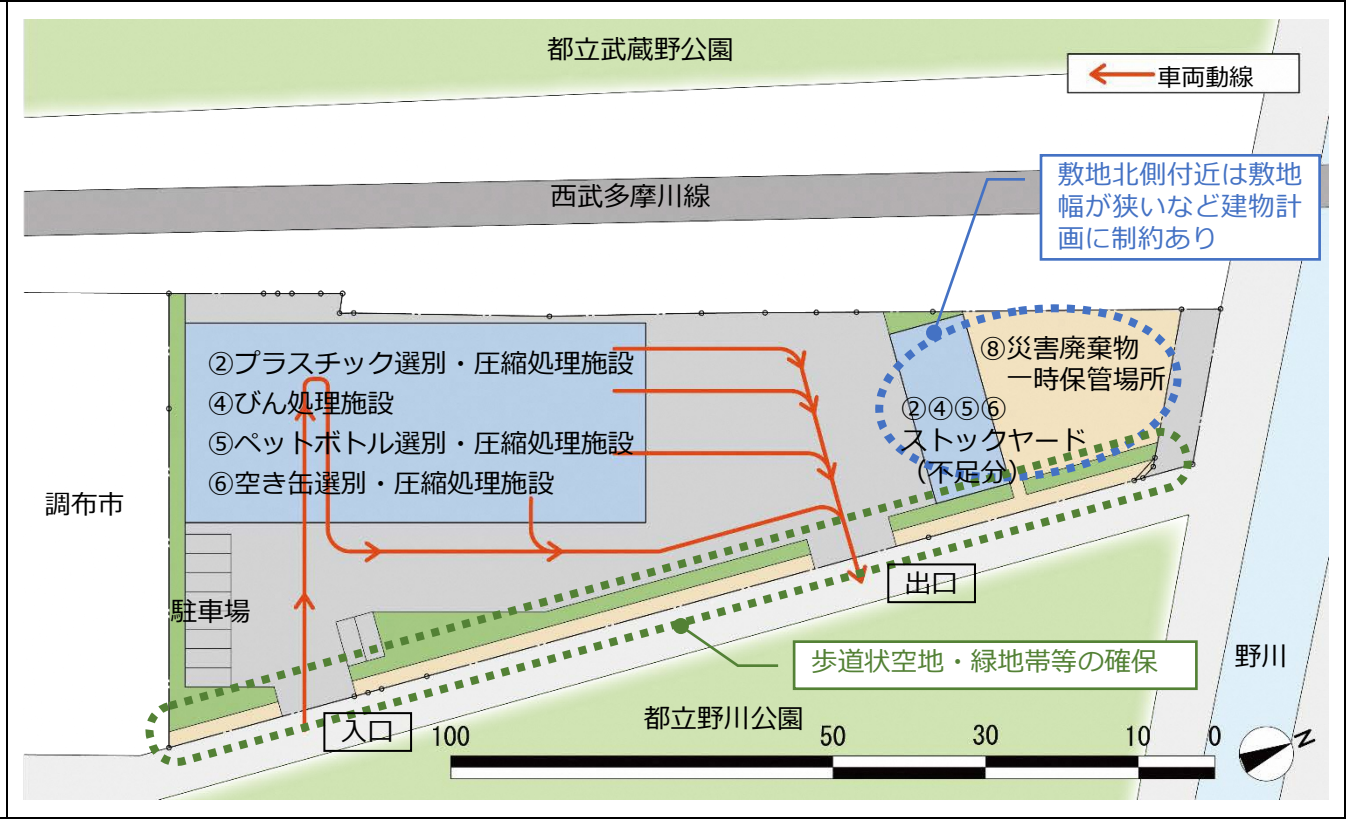 都立武蔵野公園
車両動線
敷地北側付近は敷地
幅が狭いなど建物計
画に制約あり
西武多摩川線
②プラスチック選別・圧縮処理施設
④びん処理施設
⑤ペットボトル選別・圧縮処理施設
⑥空き缶選別・圧縮処理施設
⑧災害廃棄物
一時保管場所
②④⑤⑥
ストックヤード
（不足分）
調布市
駐車場
出口
歩道状空地・緑地帯等の確保
野川
入口
都立野川公園
100 50 30 10 0
N